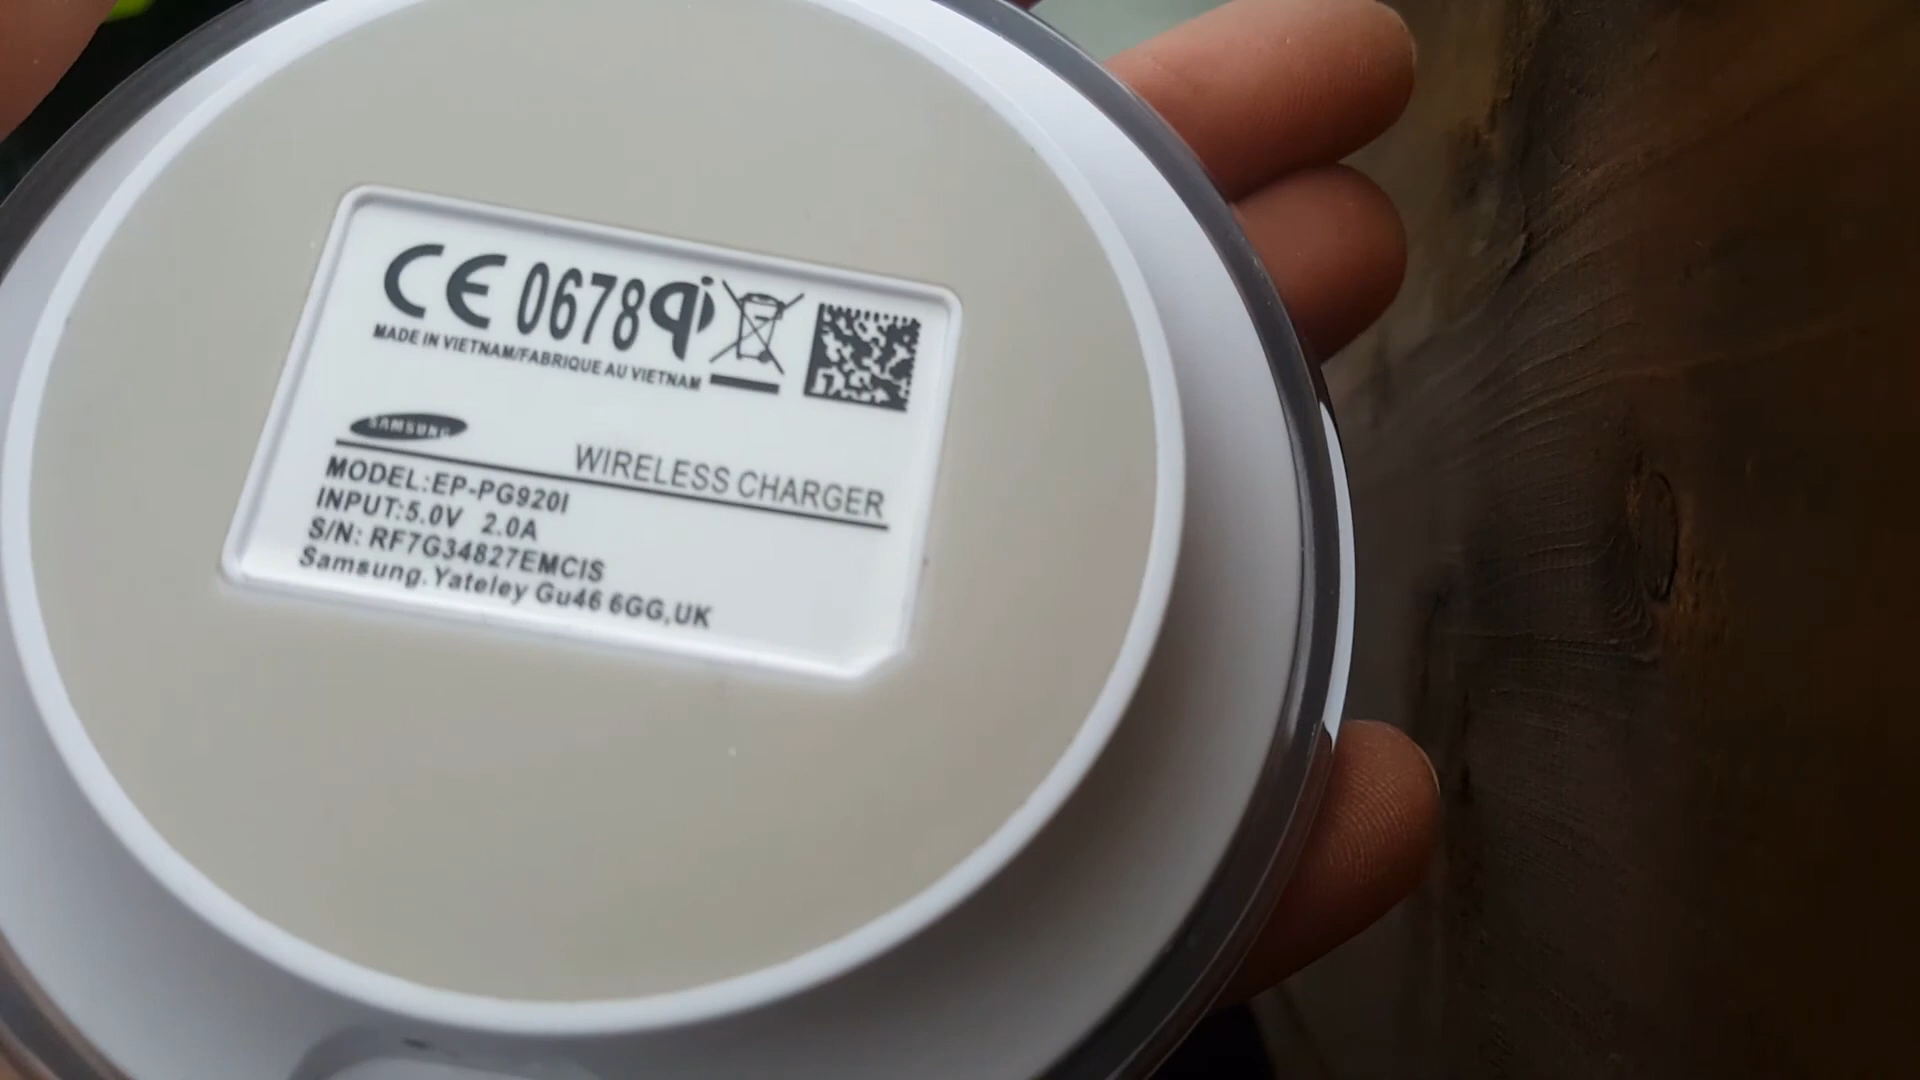 CE 0678 qi
MADE IN VIETNAM/FABRIQUE AU VIETNAM
SAMSUNG
WIRELESS CHARGER
MODEL:EP-PG920I
INPUT:5.0V 2.0A
S/N: RF7G34827EMCIS
Samsung.Yateley Gu46 6GG,UK